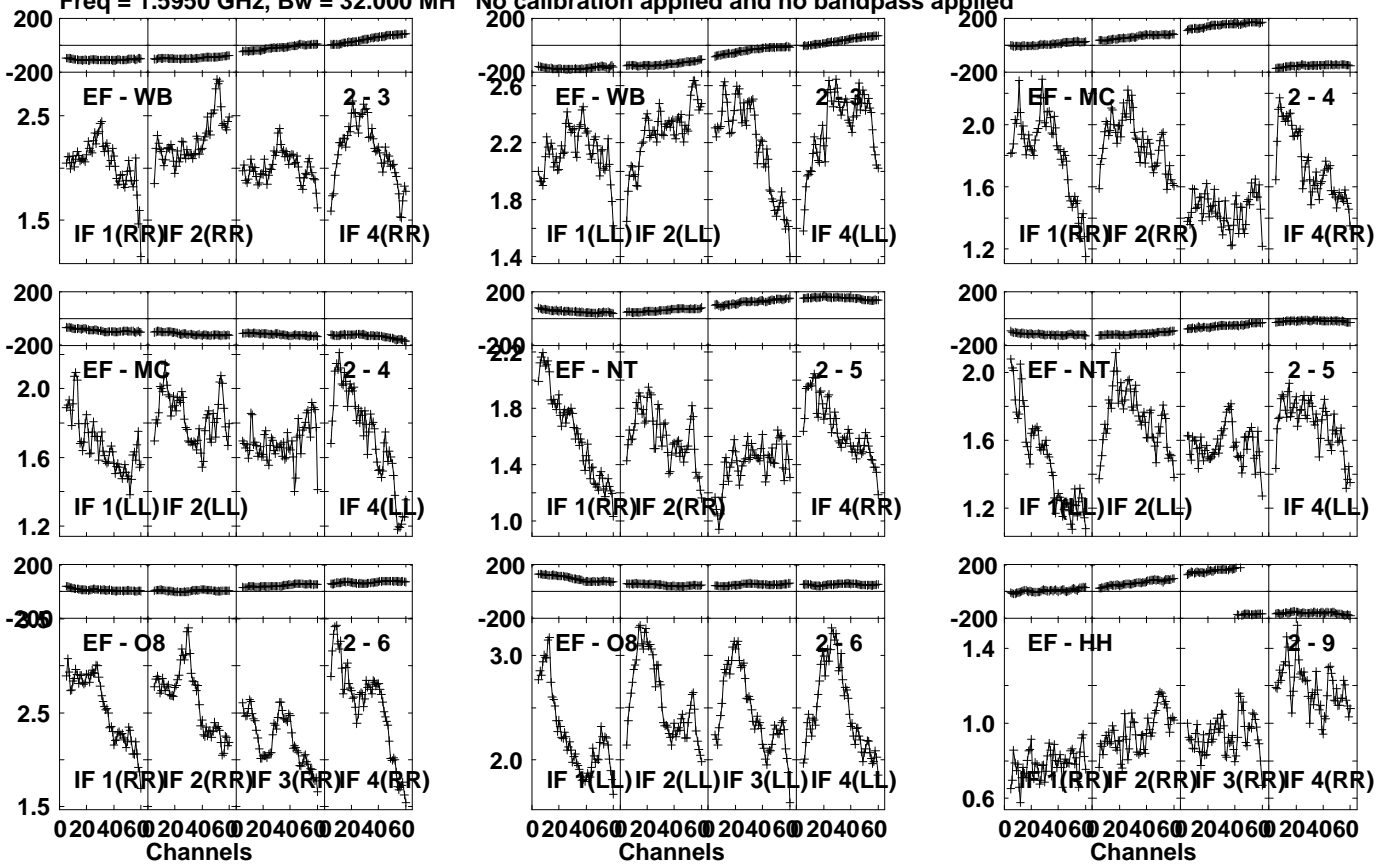 Freq = 1.5950 GHz, Bw = 32.000 MH No calibration applied and no bandpass applied
200
-200
EF - WB 2 - 3
2.5
1.5
IF 1(RR) IF 2(RR) IF 4(RR)
-200
2.6
EF - WB 2 - 3
2.2
1.8
1.4
IF 1(LL) IF 2(LL) IF 4(LL)
200
-200
EF - MC 2 - 4
2.0
1.6
1.2
IF 1(RR) IF 2(RR) IF 4(RR)
200
-200
EF - MC 2 - 4
2.0
1.6
1.2
IF 1(LL) IF 2(LL) IF 4(LL)
200
-200
2.2
EF - NT 2 - 5
1.8
1.4
1.0
IF 1(RR) IF 2(RR) IF 4(RR)
200
-200
EF - NT 2 - 5
2.0
1.6
1.2
IF 1(LL) IF 2(LL) IF 4(LL)
200
-200
3.5
EF - O8 2 - 6
2.5
1.5
IF 1(RR) IF 2(RR) IF 3(RR) IF 4(RR)
0 20 40 60 0 20 40 60 0 20 40 60 0 20 40 60
Channels
200
-200
EF - O8 2 - 6
3.0
2.0
IF 1(LL) IF 2(LL) IF 3(LL) IF 4(LL)
0 20 40 60 0 20 40 60 0 20 40 60 0 20 40 60
Channels
200
-200
EF - HH 2 - 9
1.4
1.0
0.6
IF 1(RR) IF 2(RR) IF 3(RR) IF 4(RR)
0 20 40 60 0 20 40 60 0 20 40 60 0 20 40 60
Channels